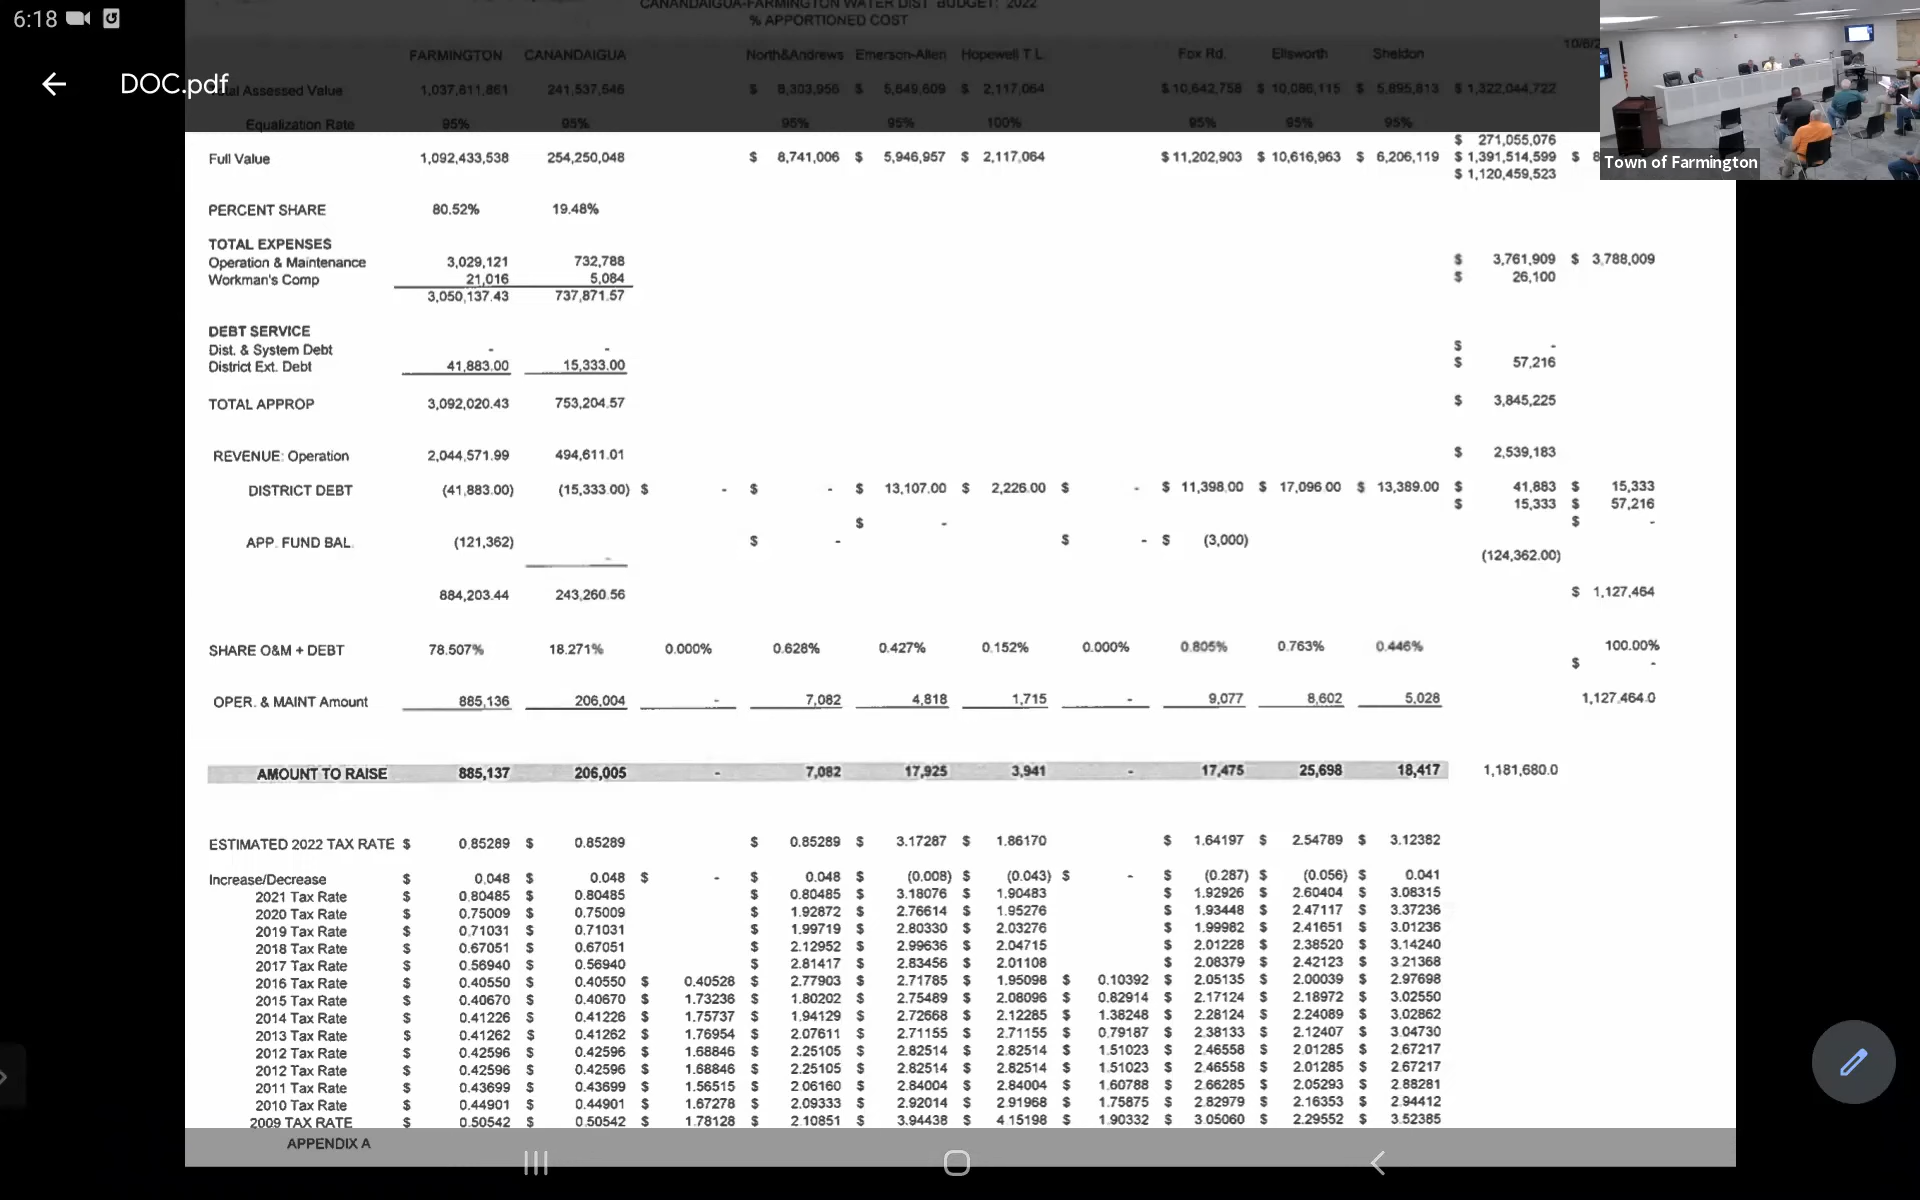 6:18
CANANDAIGUA-FARMINGTON WATER DIST BUDGET: 2022
% APPORTIONED COST
FARMINGTON CANANDAIGUA North&Andrews Emerson-Allen Hopewell T.L. Fox Rd. Ellsworth Sheldon
DOC.pdf
Assessed Value 1,037,811,861 241,537,546 $ 8,303,956 $ 5,649,609 $ 2,117,064 $ 10,642,758 $ 10,086,115 $ 5,895,813 $ 1,322,044,722
Equalization Rate 95% 95% 95% 95% 100% 95% 95% 95%
$ 271,055,076
Full Value 1,092,433,538 254,250,048 $ 8,741,006 $ 5,946,957 $ 2,117,064 $ 11,202,903 $ 10,616,963 $ 6,206,119 $ 1,391,514,599 $ 8
Town of Farmington
$ 1,120,459,523
PERCENT SHARE 80.52% 19.48%
TOTAL EXPENSES
Operation & Maintenance 3,029,121 732,788 $ 3,761,909 $ 3,788,009
Workman's Comp 21,016 5,084 $ 26,100
3,050,137.43 737,871.57
DEBT SERVICE
Dist. & System Debt - - $ -
District Ext. Debt 41,883.00 15,333.00 $ 57,216
TOTAL APPROP 3,092,020.43 753,204.57 $ 3,845,225
REVENUE: Operation 2,044,571.99 494,611.01 $ 2,539,183
DISTRICT DEBT (41,883.00) (15,333.00) $ - $ - $ 13,107.00 $ 2,226.00 $ - $ 11,398.00 $ 17,096.00 $ 13,389.00 $ 41,883 $ 15,333
$ 15,333 $ 57,216
$ - $ -
APP. FUND BAL. (121,362) - $ - $ - $ (3,000)
(124,362.00)
884,203.44 243,260.56 $ 1,127,464
SHARE O&M + DEBT 78.507% 18.271% 0.000% 0.628% 0.427% 0.152% 0.000% 0.805% 0.763% 0.446% 100.00%
$ -
OPER. & MAINT Amount 885,136 206,004 - 7,082 4,818 1,715 - 9,077 8,602 5,028 1,127,464.0
AMOUNT TO RAISE 885,137 206,005 - 7,082 17,925 3,941 - 17,475 25,698 18,417 1,181,680.0
ESTIMATED 2022 TAX RATE $ 0.85289 $ 0.85289 $ 0.85289 $ 3.17287 $ 1.86170 $ 1.64197 $ 2.54789 $ 3.12382
Increase/Decrease $ 0.048 $ 0.048 $ - $ 0.048 $ (0.008) $ (0.043) $ - $ (0.287) $ (0.056) $ 0.041
2021 Tax Rate $ 0.80485 $ 0.80485 $ 0.80485 $ 3.18076 $ 1.90483 $ 1.92926 $ 2.60404 $ 3.08315
2020 Tax Rate $ 0.75009 $ 0.75009 $ 1.92872 $ 2.76614 $ 1.95276 $ 1.93448 $ 2.47117 $ 3.37236
2019 Tax Rate $ 0.71031 $ 0.71031 $ 1.99719 $ 2.80330 $ 2.03276 $ 1.99982 $ 2.41651 $ 3.01236
2018 Tax Rate $ 0.67051 $ 0.67051 $ 2.12952 $ 2.99636 $ 2.04715 $ 2.01228 $ 2.38520 $ 3.14240
2017 Tax Rate $ 0.56940 $ 0.56940 $ 2.81417 $ 2.83456 $ 2.01108 $ 2.08379 $ 2.42123 $ 3.21368
2016 Tax Rate $ 0.40550 $ 0.40550 $ 0.40528 $ 2.77903 $ 2.71785 $ 1.95098 $ 0.10392 $ 2.05135 $ 2.00039 $ 2.97698
2015 Tax Rate $ 0.40670 $ 0.40670 $ 1.73236 $ 1.80202 $ 2.75489 $ 2.08096 $ 0.82914 $ 2.17124 $ 2.18972 $ 3.02550
2014 Tax Rate $ 0.41226 $ 0.41226 $ 1.75737 $ 1.94129 $ 2.72668 $ 2.12285 $ 1.38248 $ 2.28124 $ 2.24089 $ 3.02862
2013 Tax Rate $ 0.41262 $ 0.41262 $ 1.76954 $ 2.07611 $ 2.71155 $ 2.71155 $ 0.79187 $ 2.38133 $ 2.12407 $ 3.04730
2012 Tax Rate $ 0.42596 $ 0.42596 $ 1.68846 $ 2.25105 $ 2.82514 $ 2.82514 $ 1.51023 $ 2.46558 $ 2.01285 $ 2.67217
2012 Tax Rate $ 0.42596 $ 0.42596 $ 1.68846 $ 2.25105 $ 2.82514 $ 2.82514 $ 1.51023 $ 2.46558 $ 2.01285 $ 2.67217
2011 Tax Rate $ 0.43699 $ 0.43699 $ 1.56515 $ 2.06160 $ 2.84004 $ 2.84004 $ 1.60788 $ 2.66285 $ 2.05293 $ 2.88281
2010 Tax Rate $ 0.44901 $ 0.44901 $ 1.67278 $ 2.09333 $ 2.92014 $ 2.91968 $ 1.75875 $ 2.82979 $ 2.16353 $ 2.94412
2009 TAX RATE $ 0.50542 $ 0.50542 $ 1.78128 $ 2.10851 $ 3.94438 $ 4.15198 $ 1.90332 $ 3.05060 $ 2.29552 $ 3.52385
APPENDIX A